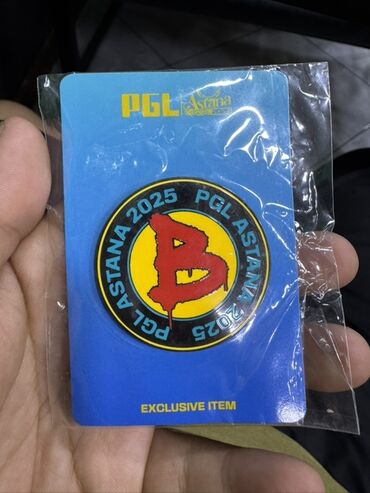 PGL Astana
PGL ASTANA 2025 PGL ASTANA 2025
B
EXCLUSIVE ITEM